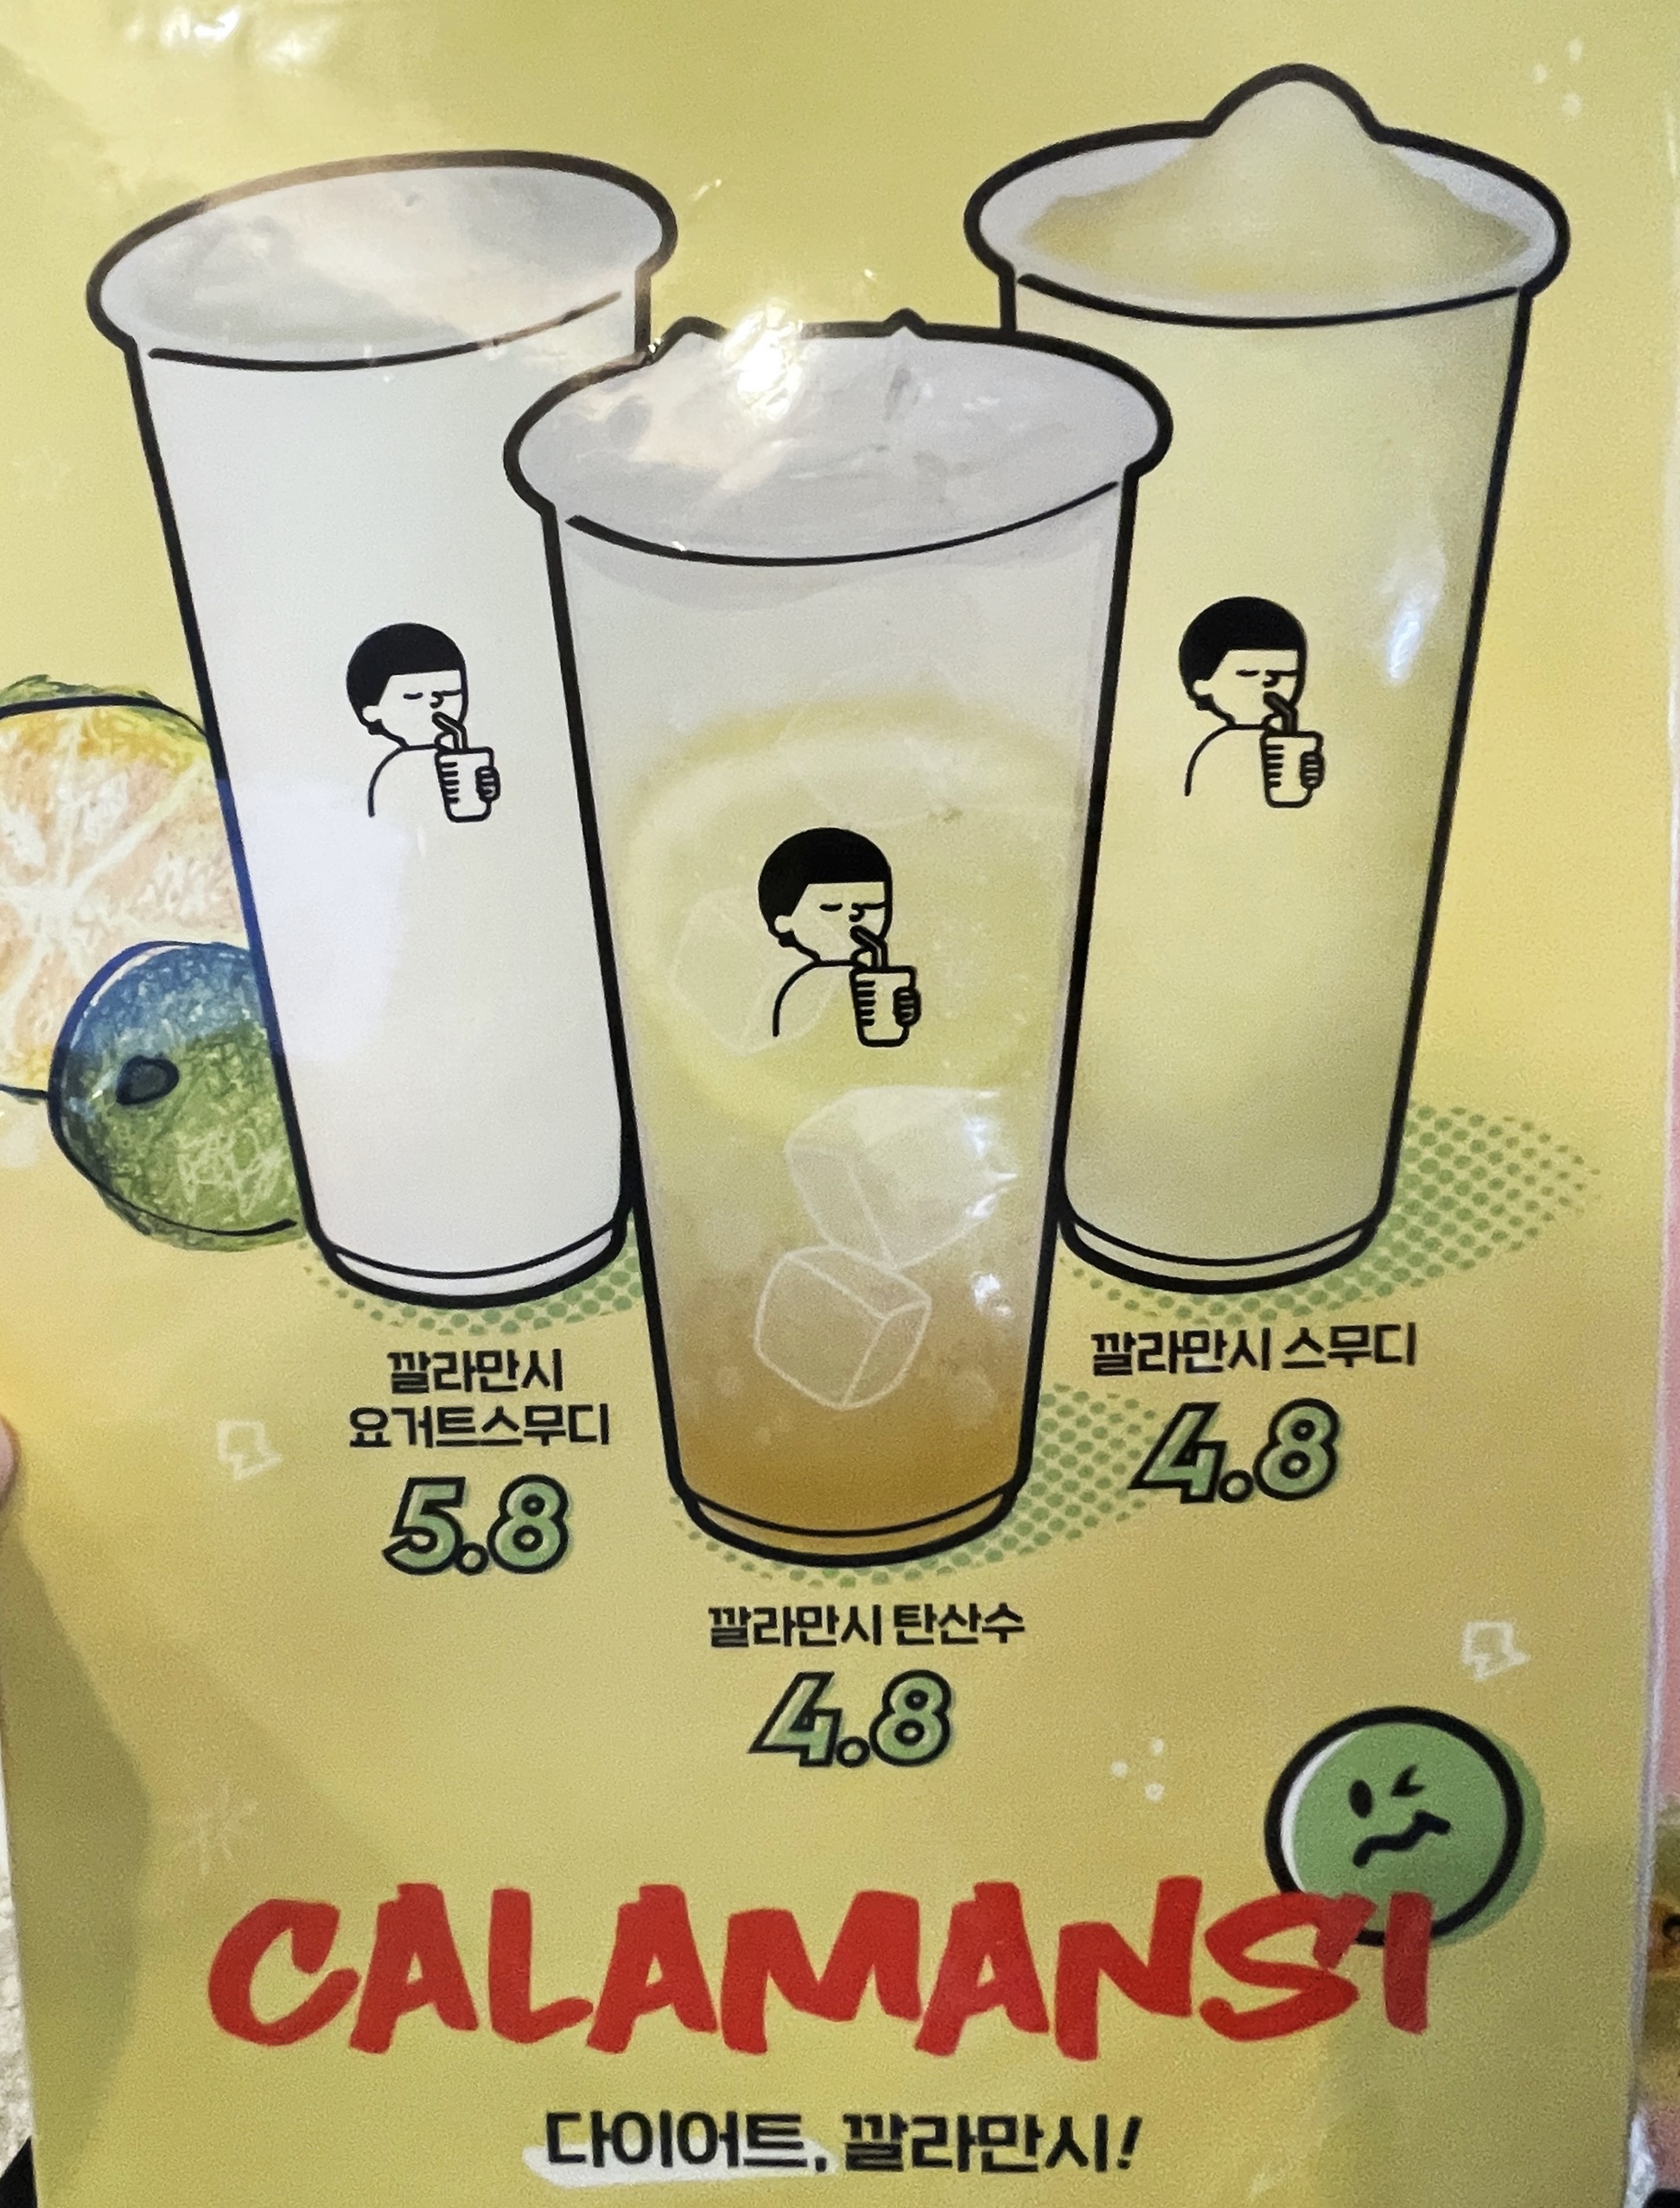 깔라만시
요거트스무디
5.8
깔라만시 탄산수
4.8
깔라만시 스무디
4.8
CALAMANSI
다이어트, 깔라만시!